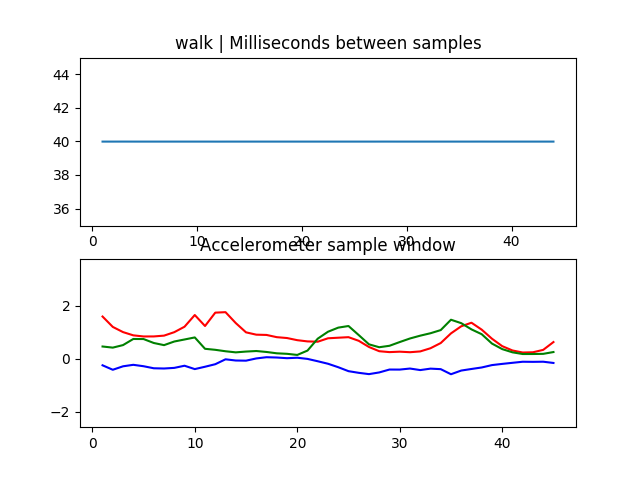 walk | Milliseconds between samples
44
42
40
38
36
0 10 20 30 40
Accelerometer sample window
2
0
−2
0 10 20 30 40